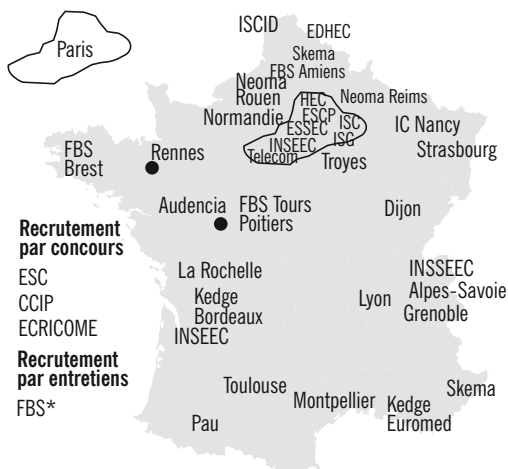 Paris
ISCID
EDHEC
Skema
FBS Amiens
Neoma
Rouen
Normandie
HEC
ESCP
ESSEC
ISC
ISG
INSEEC
Telecom
Neoma Reims
IC Nancy
Strasbourg
Troyes
FBS
Brest
Rennes
Audencia
FBS Tours
Poitiers
Dijon
Recrutement
par concours
ESC
CCIP
ECRICOME
Recrutement
par entretiens
FBS*
La Rochelle
Kedge
Bordeaux
INSEEC
Lyon
INSSEEC
Alpes-Savoie
Grenoble
Toulouse
Pau
Montpellier
Kedge
Euromed
Skema